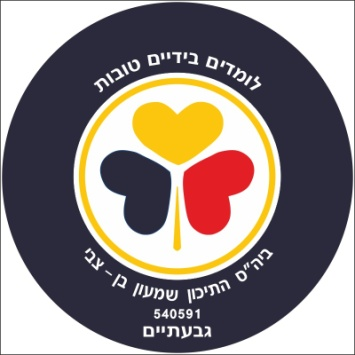 לומדים בידיים טובות
ביה"ס התיכון שמעון בן-צבי
540591
גבעתיים